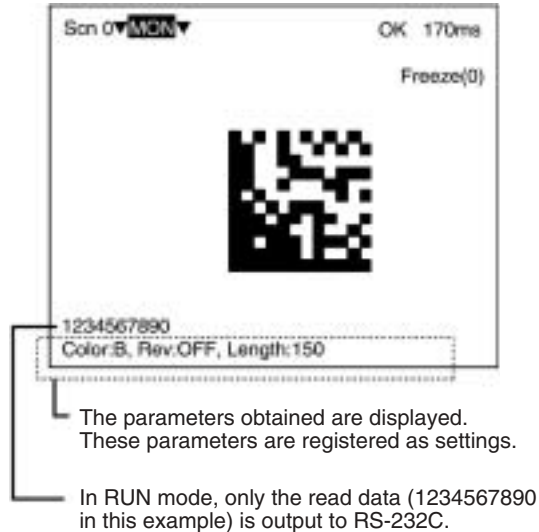 Scn 0▼MON▼ OK 170ms
Freeze(0)
1234567890
Color:B, Rev:OFF, Length:150
The parameters obtained are displayed.
These parameters are registered as settings.
In RUN mode, only the read data (1234567890
in this example) is output to RS-232C.